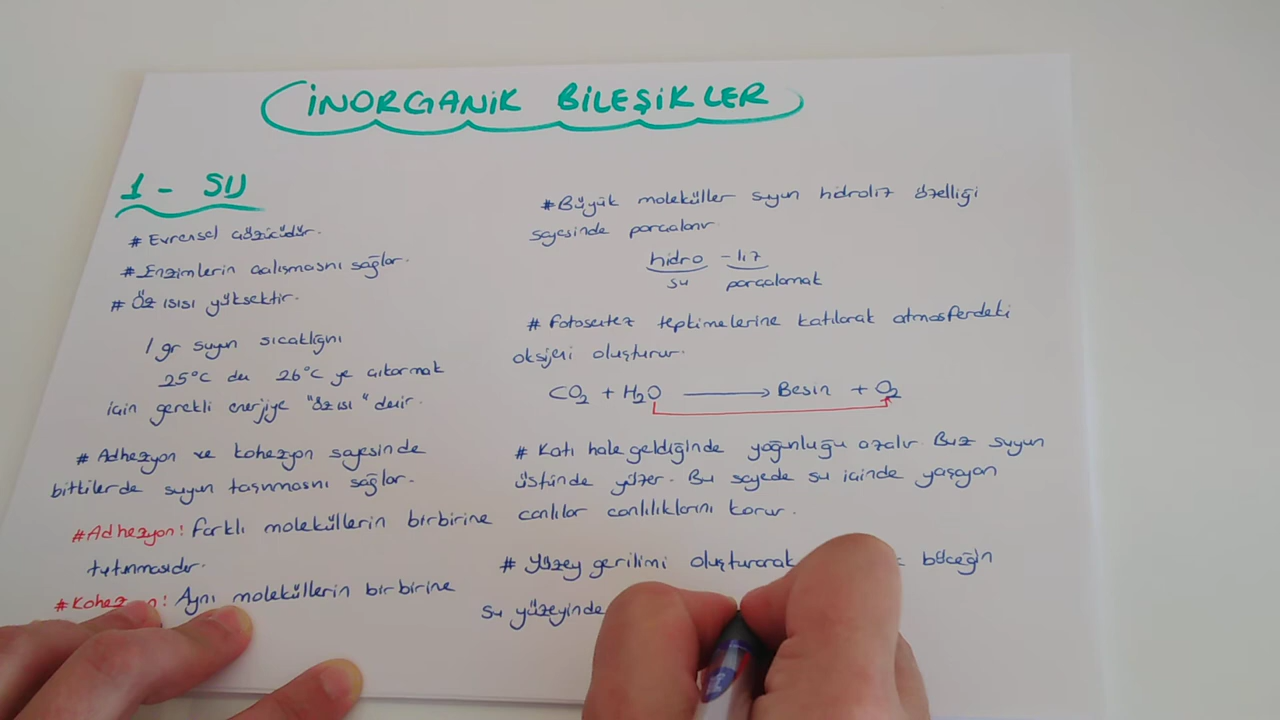 İNORGANİK BİLEŞİKLER
1 - SU
# Evrensel çözücüdür.
# Enzimlerin çalışmasını sağlar.
# Öz ısısı yüksektir.
1 gr suyun sıcaklığını
25°C den 26°C ye çıkarmak
için gerekli enerjiye "öz ısı" denir.
# Adhezyon ve kohezyon sayesinde
bitkilerde suyun taşınmasını sağlar.
# Adhezyon: Farklı moleküllerin birbirine
tutunmasıdır.
# Kohezyon: Aynı moleküllerin birbirine
# Büyük moleküller suyun hidroliz özelliği
sayesinde parçalanır.
hidro - liz
su parçalamak
# Fotosentez tepkimelerine katılarak atmosferdeki
oksijeni oluşturur.
CO₂ + H₂O → Besin + O₂
# Katı hale geldiğinde yoğunluğu azalır. Buz suyun
üstünde yüzer. Bu sayede su içinde yaşayan
canlılar canlılıklarını korur.
# Yüzey gerilimi oluşturarak böceğin
su yüzeyinde